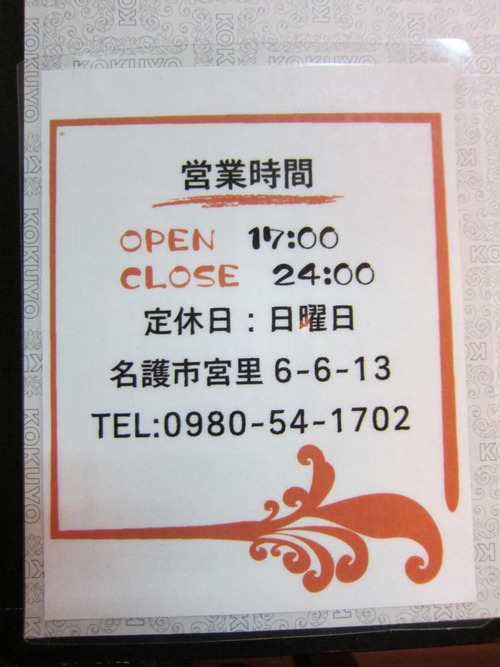 KOKUYO
営業時間
OPEN 17:00
CLOSE 24:00
定休日：日曜日
名護市宮里 6-6-13
TEL:0980-54-1702